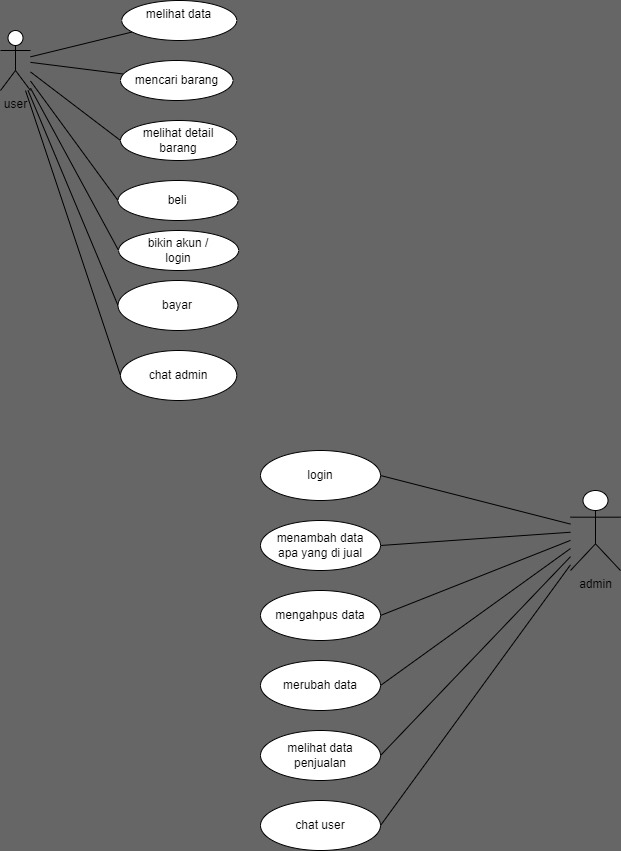 melihat data
mencari barang
user
melihat detail
barang
beli
bikin akun /
login
bayar
chat admin
login
menambah data
apa yang di jual
admin
mengahpus data
merubah data
melihat data
penjualan
chat user